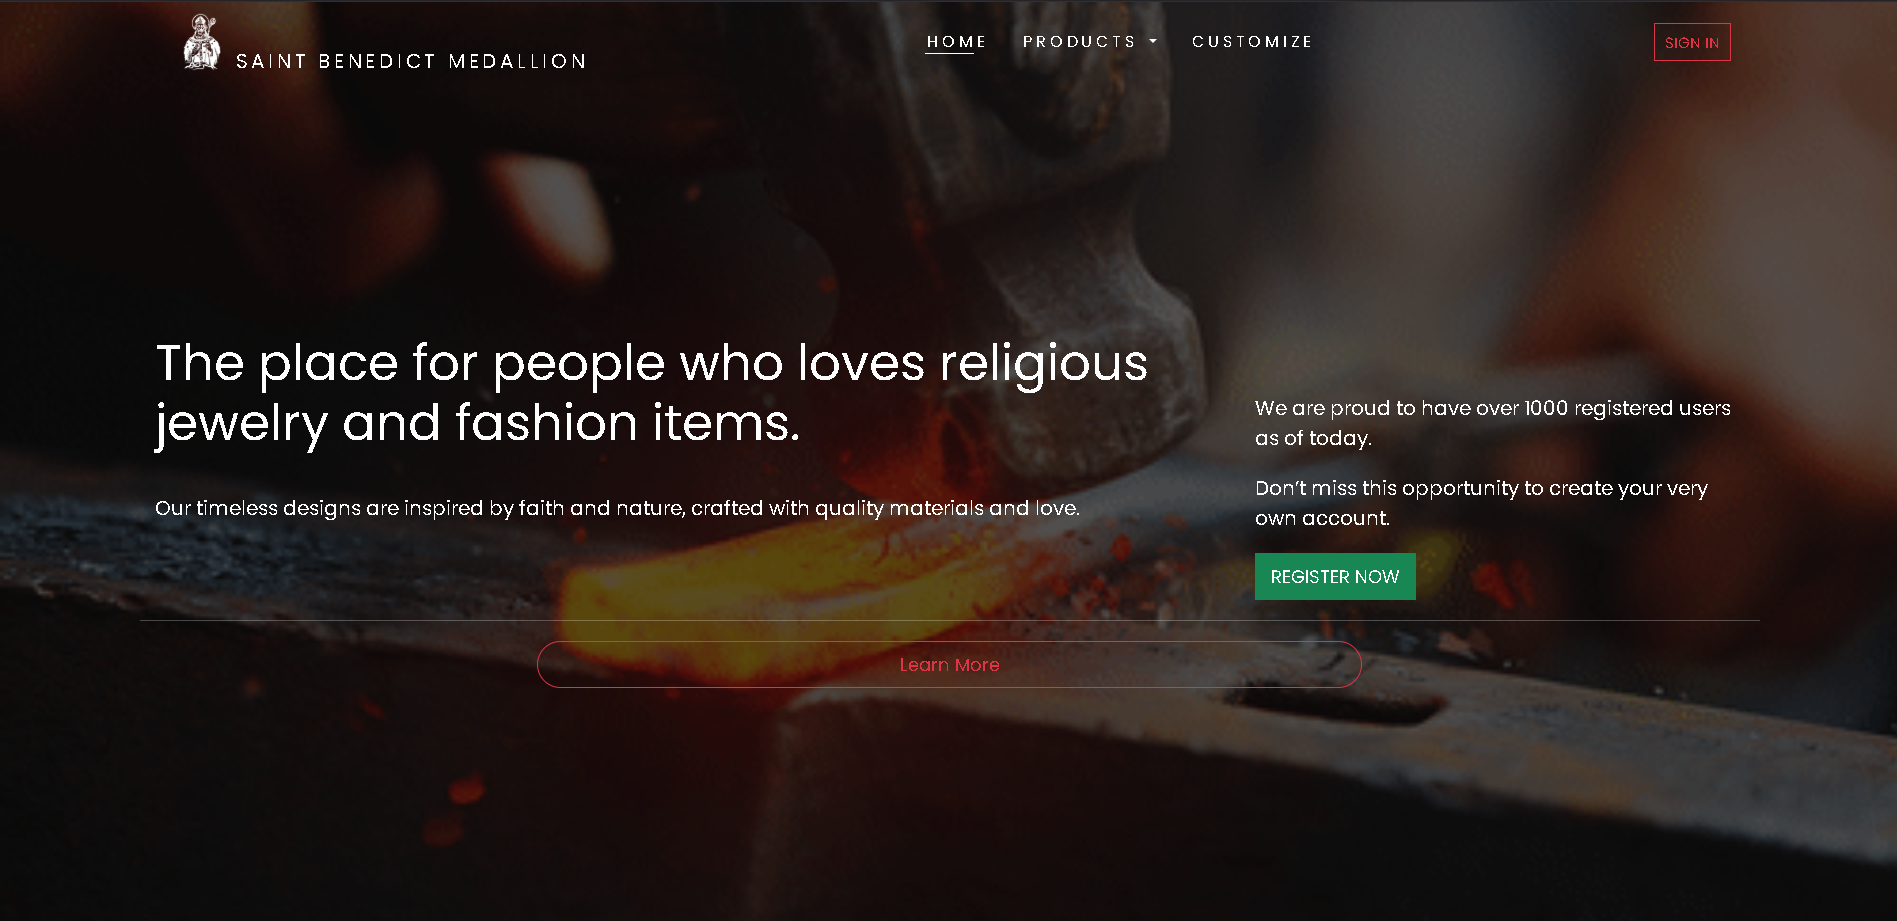 SAINT BENEDICT MEDALLION
HOME
PRODUCTS
CUSTOMIZE
SIGN IN
The place for people who loves religious
jewelry and fashion items.
Our timeless designs are inspired by faith and nature, crafted with quality materials and love.
We are proud to have over 1000 registered users
as of today.
Don't miss this opportunity to create your very
own account.
REGISTER NOW
Learn More